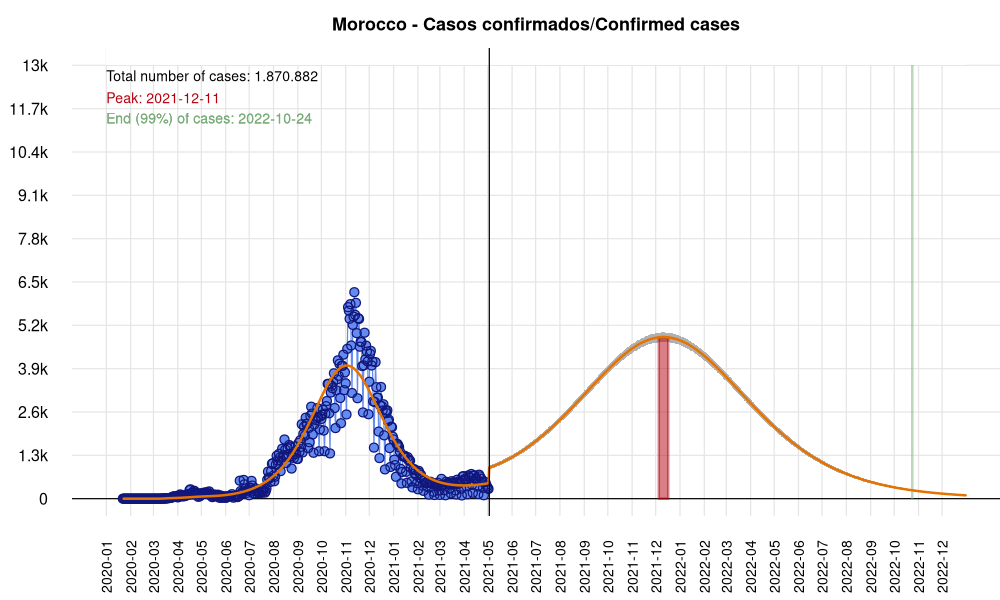 Morocco - Casos confirmados/Confirmed cases
Total number of cases: 1.870.882
Peak: 2021-12-11
End (99%) of cases: 2022-10-24
13k
11.7k
10.4k
9.1k
7.8k
6.5k
5.2k
3.9k
2.6k
1.3k
0
2020-01
2020-02
2020-03
2020-04
2020-05
2020-06
2020-07
2020-08
2020-09
2020-10
2020-11
2020-12
2021-01
2021-02
2021-03
2021-04
2021-05
2021-06
2021-07
2021-08
2021-09
2021-10
2021-11
2021-12
2022-01
2022-02
2022-03
2022-04
2022-05
2022-06
2022-07
2022-08
2022-09
2022-10
2022-11
2022-12